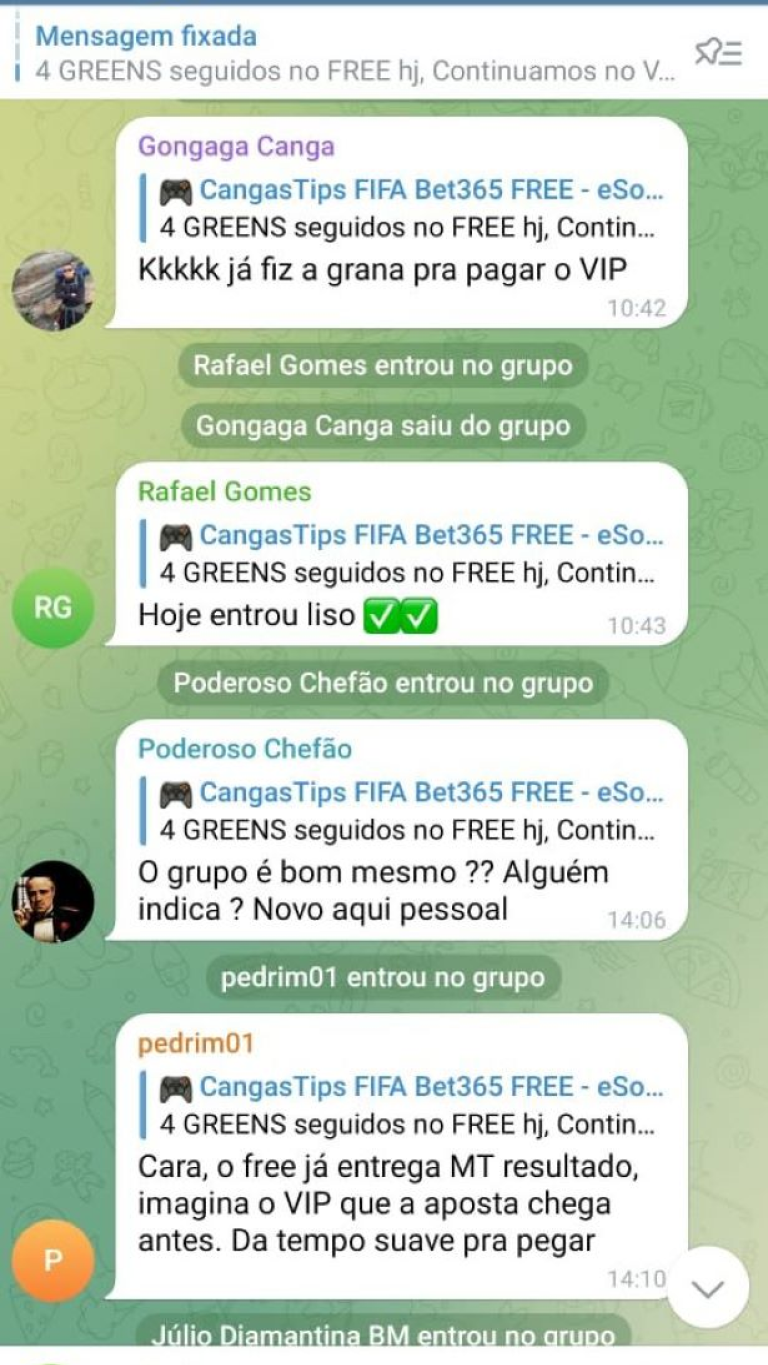 Mensagem fixada
4 GREENS seguidos no FREE hj, Continuamos no V...
Gongaga Canga
🎮 CangasTips FIFA Bet365 FREE - eSo...
4 GREENS seguidos no FREE hj, Contin...
Kkkkk já fiz a grana pra pagar o VIP
10:42
Rafael Gomes entrou no grupo
Gongaga Canga saiu do grupo
Rafael Gomes
🎮 CangasTips FIFA Bet365 FREE - eSo...
4 GREENS seguidos no FREE hj, Contin...
RG
Hoje entrou liso ✅✅
10:43
Poderoso Chefão entrou no grupo
Poderoso Chefão
🎮 CangasTips FIFA Bet365 FREE - eSo...
4 GREENS seguidos no FREE hj, Contin...
O grupo é bom mesmo ?? Alguém
indica ? Novo aqui pessoal
14:06
pedrim01 entrou no grupo
pedrim01
🎮 CangasTips FIFA Bet365 FREE - eSo...
4 GREENS seguidos no FREE hj, Contin...
Cara, o free já entrega MT resultado,
imagina o VIP que a aposta chega
antes. Da tempo suave pra pegar
P
14:10
Júlio Diamantina BM entrou no grupo